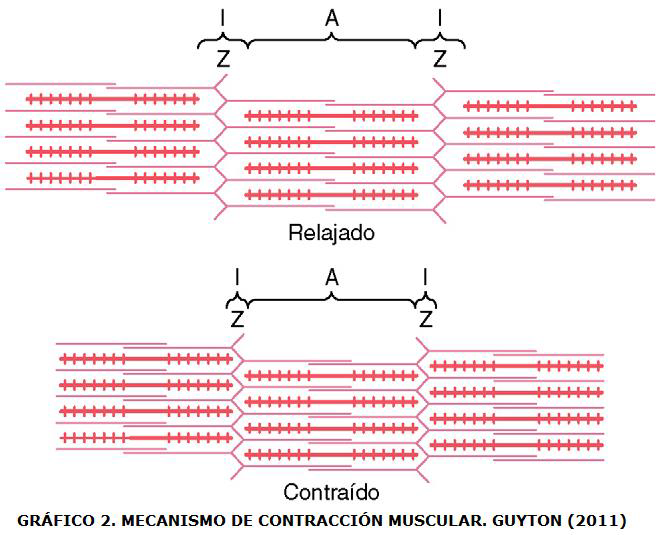 I A I
Z Z
Relajado
I A I
Z Z
Contraído
GRÁFICO 2. MECANISMO DE CONTRACCIÓN MUSCULAR. GUYTON (2011)